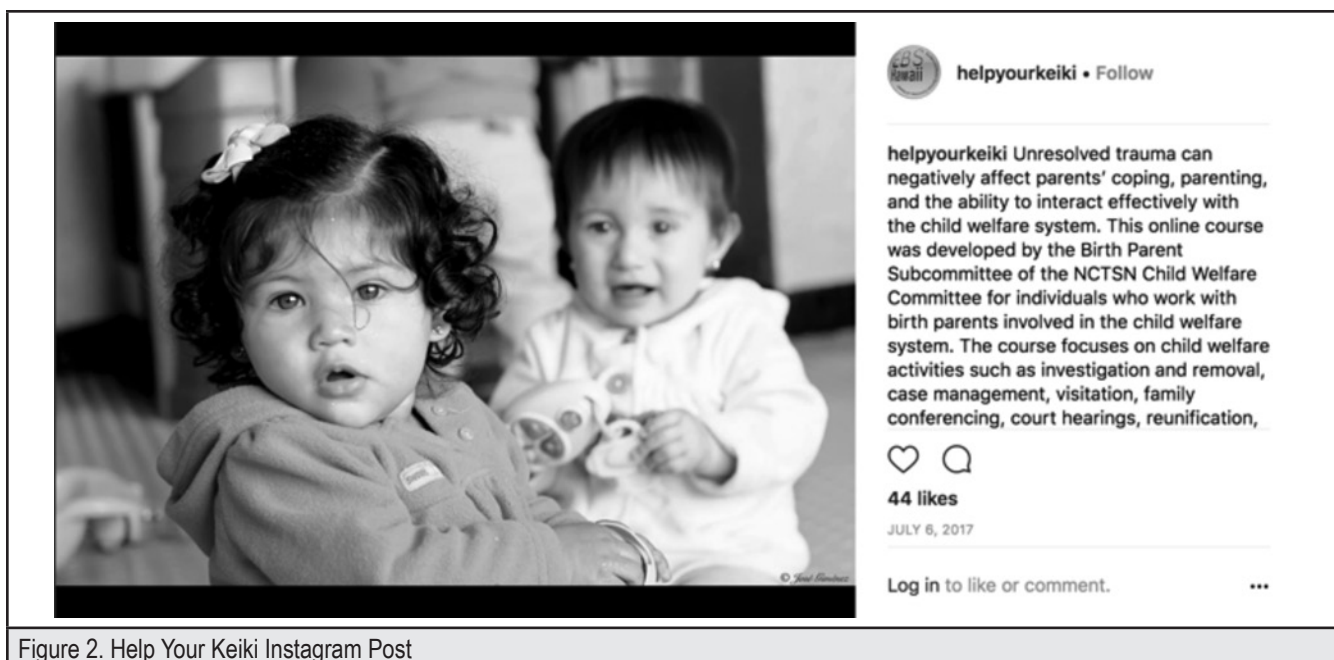 EBS
Hawaii
helpyourkeiki • Follow
helpyourkeiki Unresolved trauma can
negatively affect parents’ coping, parenting,
and the ability to interact effectively with
the child welfare system. This online course
was developed by the Birth Parent
Subcommittee of the NCTSN Child Welfare
Committee for individuals who work with
birth parents involved in the child welfare
system. The course focuses on child welfare
activities such as investigation and removal,
case management, visitation, family
conferencing, court hearings, reunification,
44 likes
JULY 6, 2017
Log in to like or comment.
•••
© José Giménez
Figure 2. Help Your Keiki Instagram Post